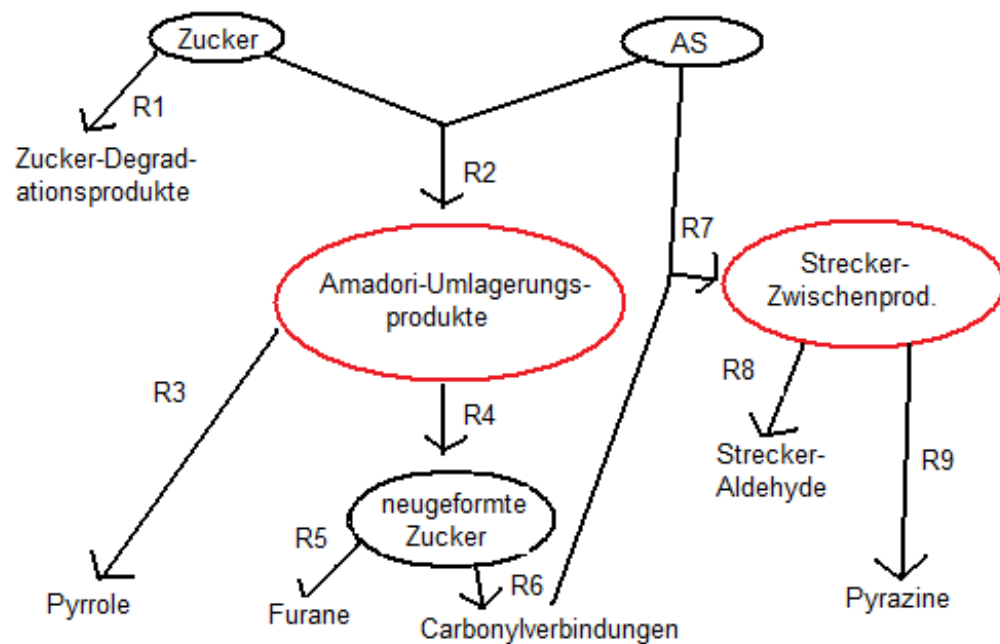 Zucker
AS
R1
Zucker-Degrad-
ationsprodukte
R2
R7
Amadori-Umlagerungs-
produkte
Strecker-
Zwischenprod.
R3
R4
R8
Strecker-
Aldehyde
R9
neugeformte
Zucker
R5
R6
Pyrrole
Furane
Carbonylverbindungen
Pyrazine